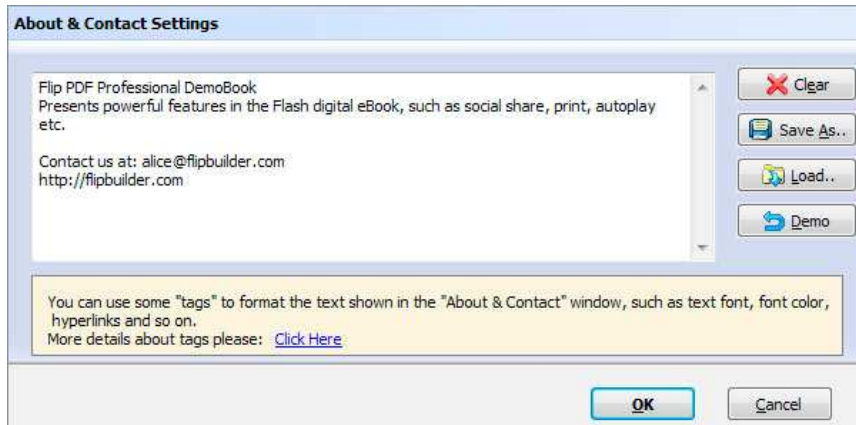 About & Contact Settings
Flip PDF Professional DemoBook
Presents powerful features in the Flash digital eBook, such as social share, print, autoplay
etc.
Contact us at: alice@flipbuilder.com
http://flipbuilder.com
Clear
Save As..
Load..
Demo
You can use some "tags" to format the text shown in the "About & Contact" window, such as text font, font color,
hyperlinks and so on.
More details about tags please: Click Here
OK
Cancel